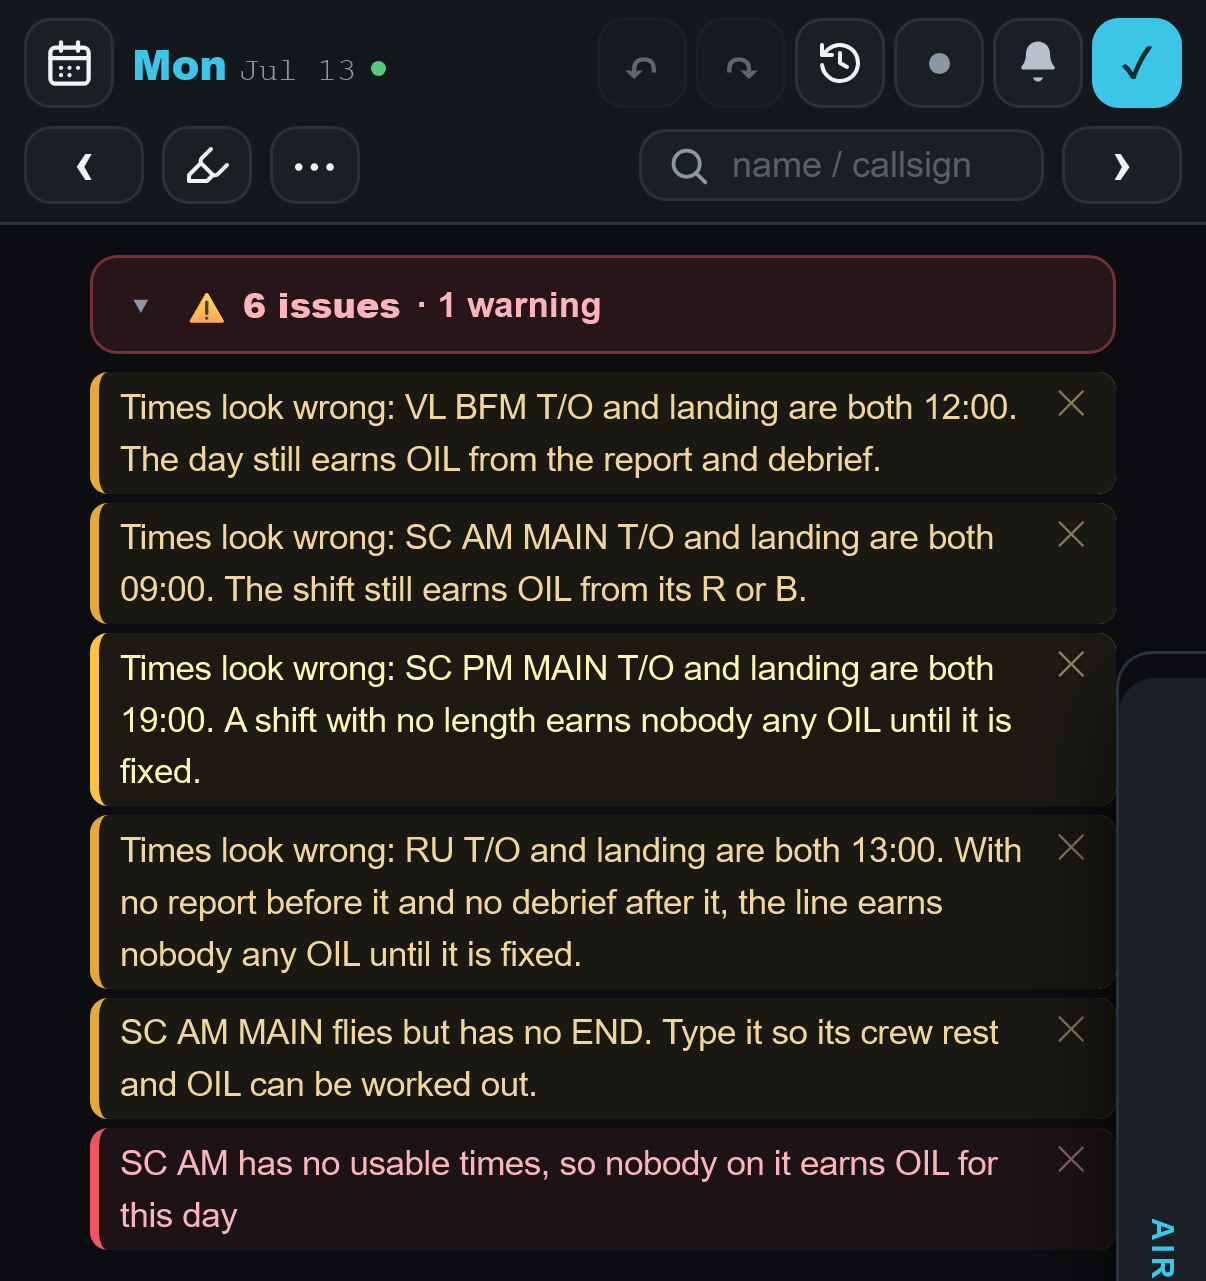 Mon Jul 13
name / callsign
6 issues · 1 warning
Times look wrong: VL BFM T/O and landing are both 12:00.
The day still earns OIL from the report and debrief.
Times look wrong: SC AM MAIN T/O and landing are both
09:00. The shift still earns OIL from its R or B.
Times look wrong: SC PM MAIN T/O and landing are both
19:00. A shift with no length earns nobody any OIL until it is
fixed.
Times look wrong: RU T/O and landing are both 13:00. With
no report before it and no debrief after it, the line earns
nobody any OIL until it is fixed.
SC AM MAIN flies but has no END. Type it so its crew rest
and OIL can be worked out.
SC AM has no usable times, so nobody on it earns OIL for
this day
AIR